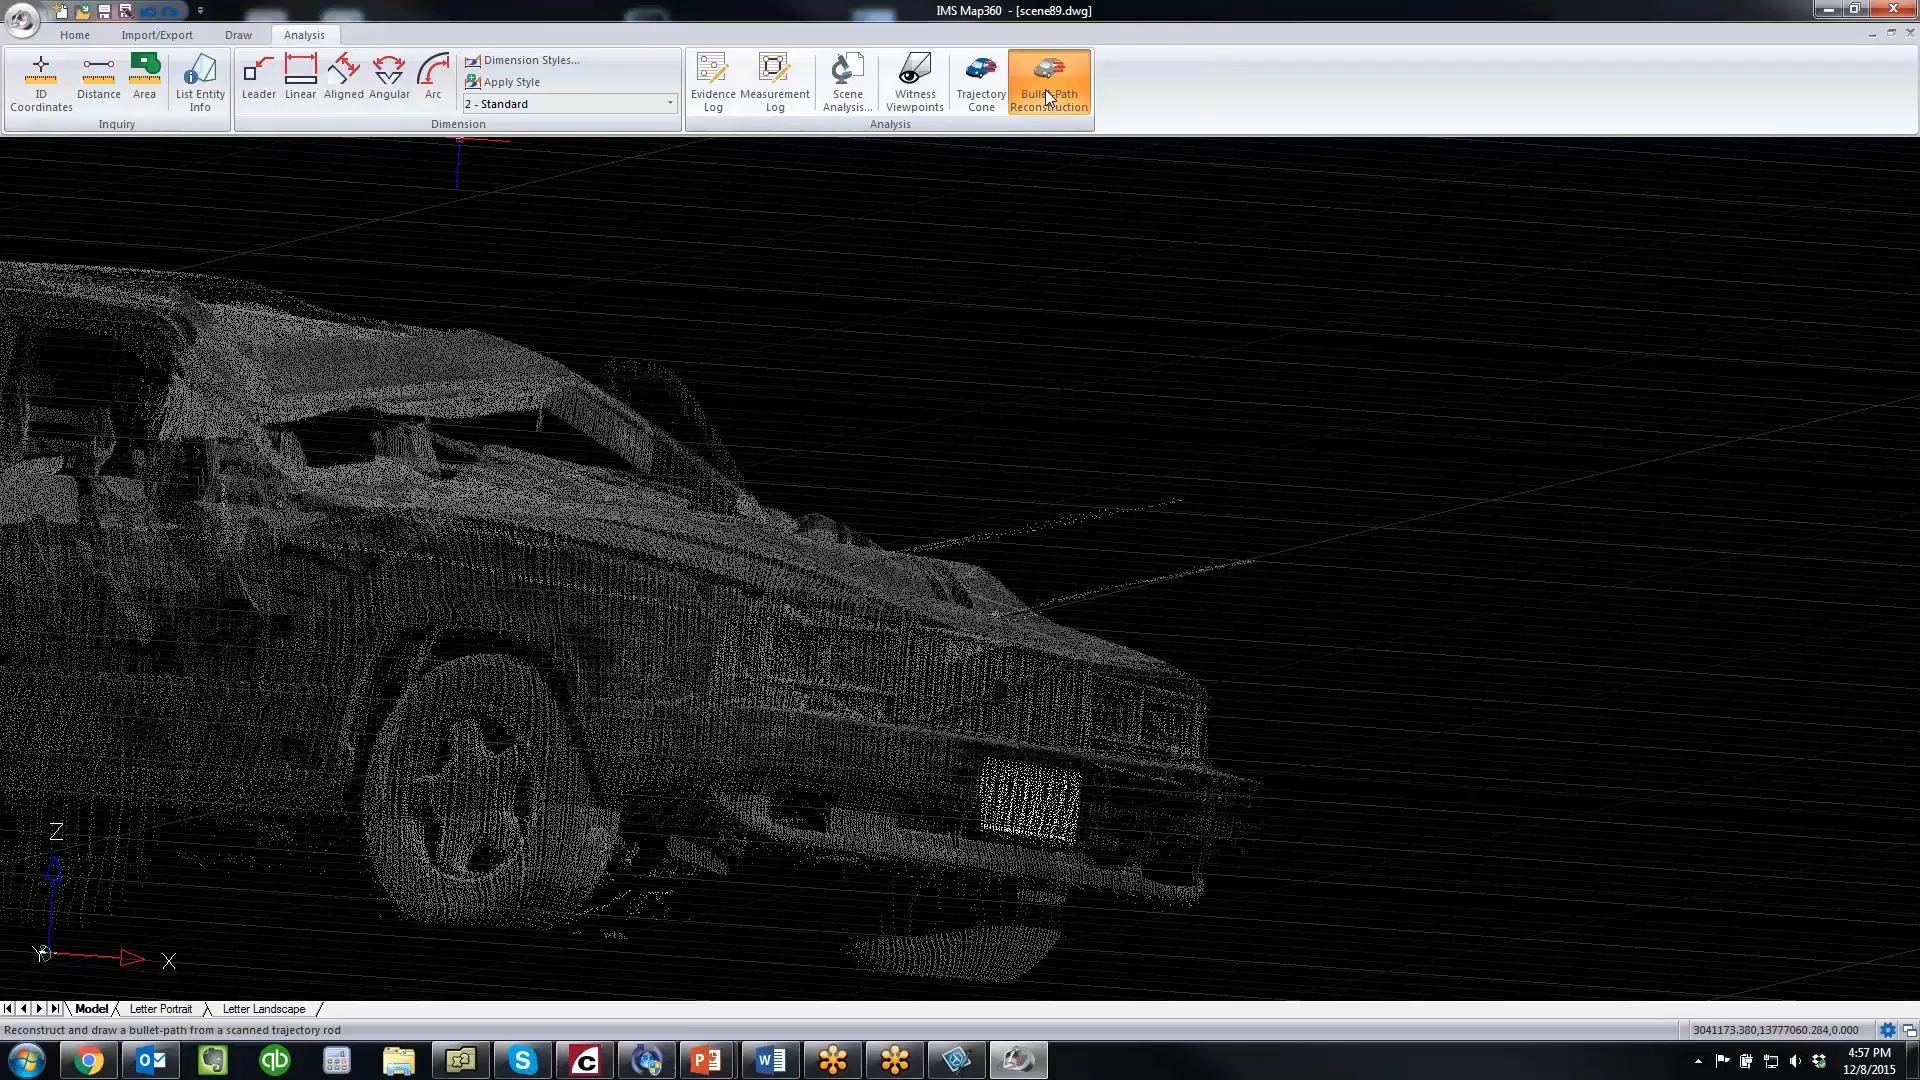 IMS Map360 - [scene89.dwg]
Home Import/Export Draw Analysis
ID Coordinates
Distance
Area
List Entity Info
Inquiry
Leader
Linear
Aligned
Angular
Arc
Dimension Styles...
Apply Style
2 - Standard
Dimension
Evidence Log
Measurement Log
Scene Analysis...
Witness Viewpoints
Trajectory Cone
Bullet-Path Reconstruction
Analysis
Z
Y
X
Model Letter Portrait Letter Landscape
Reconstruct and draw a bullet-path from a scanned trajectory rod
3041173.380,13777060.284,0.000
4:57 PM
12/8/2015